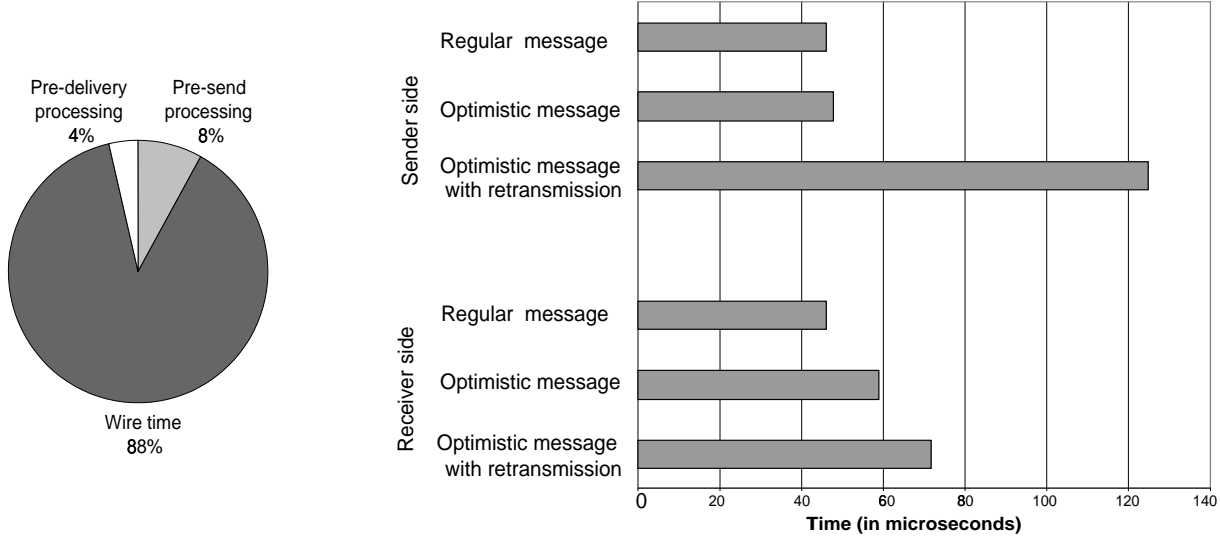 Pre-delivery
processing
4%
Pre-send
processing
8%
Wire time
88%
Sender side
Regular message
Optimistic message
Optimistic message
with retransmission
Receiver side
Regular message
Optimistic message
Optimistic message
with retransmission
0 20 40 60 80 100 120 140
Time (in microseconds)